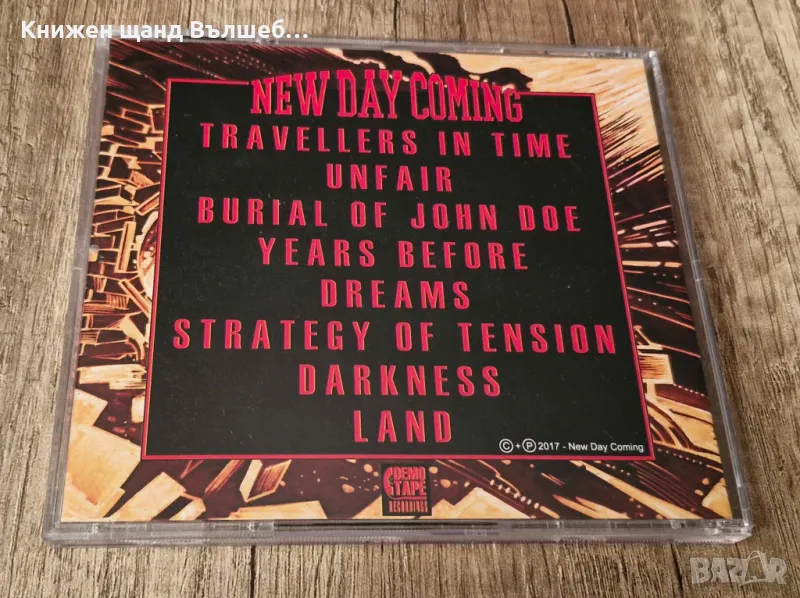 Книжен щанд Вълшеб...
NEW DAY COMING
TRAVELLERS IN TIME
UNFAIR
BURIAL OF JOHN DOE
YEARS BEFORE
DREAMS
STRATEGY OF TENSION
DARKNESS
LAND
© + ℗ 2017 - New Day Coming
DEMO
TAPE
RECORDINGS
BAZAR